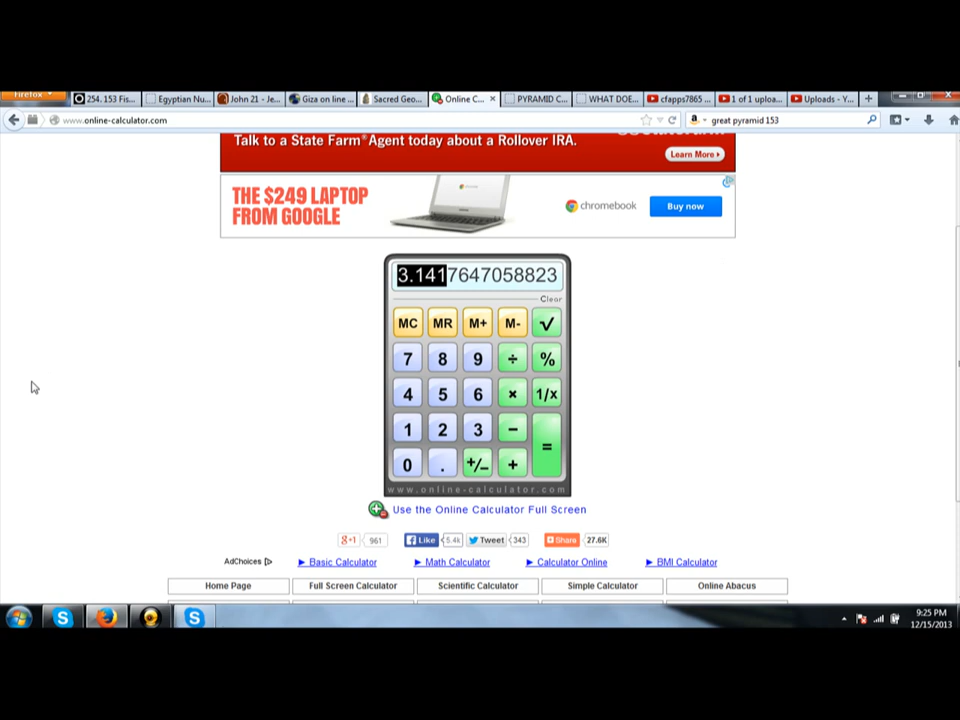 Firefox
254. 153 Fis... Egyptian Nu... John 21 - Je... Giza on line ... Sacred Geo... Online C... PYRAMID C... WHAT DOE... cfapps7865 ... 1 of 1 uploa... Uploads - Y...
www.online-calculator.com
great pyramid 153
Talk to a State Farm® Agent today about a Rollover IRA.
Learn More
THE $249 LAPTOP
FROM GOOGLE
chromebook
Buy now
3.1417647058823
Clear
MC MR M+ M- √
7 8 9 ÷ %
4 5 6 × 1/x
1 2 3 −
=
0 . +/− +
www.online-calculator.com
Use the Online Calculator Full Screen
g+1 961 Like 5.4k Tweet 343 Share 27.6K
AdChoices ► Basic Calculator ► Math Calculator ► Calculator Online ► BMI Calculator
Home Page Full Screen Calculator Scientific Calculator Simple Calculator Online Abacus
9:25 PM
12/15/2013